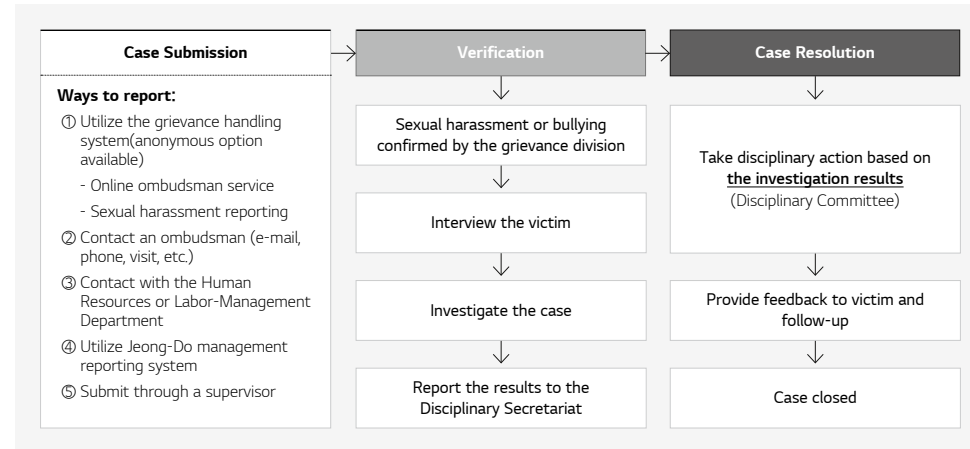 Case Submission
Ways to report:
① Utilize the grievance handling
system(anonymous option
available)
- Online ombudsman service
- Sexual harassment reporting
② Contact an ombudsman (e-mail,
phone, visit, etc.)
③ Contact with the Human
Resources or Labor-Management
Department
④ Utilize Jeong-Do management
reporting system
⑤ Submit through a supervisor
Verification
Sexual harassment or bullying
confirmed by the grievance division
Interview the victim
Investigate the case
Report the results to the
Disciplinary Secretariat
Case Resolution
Take disciplinary action based on
the investigation results
(Disciplinary Committee)
Provide feedback to victim and
follow-up
Case closed